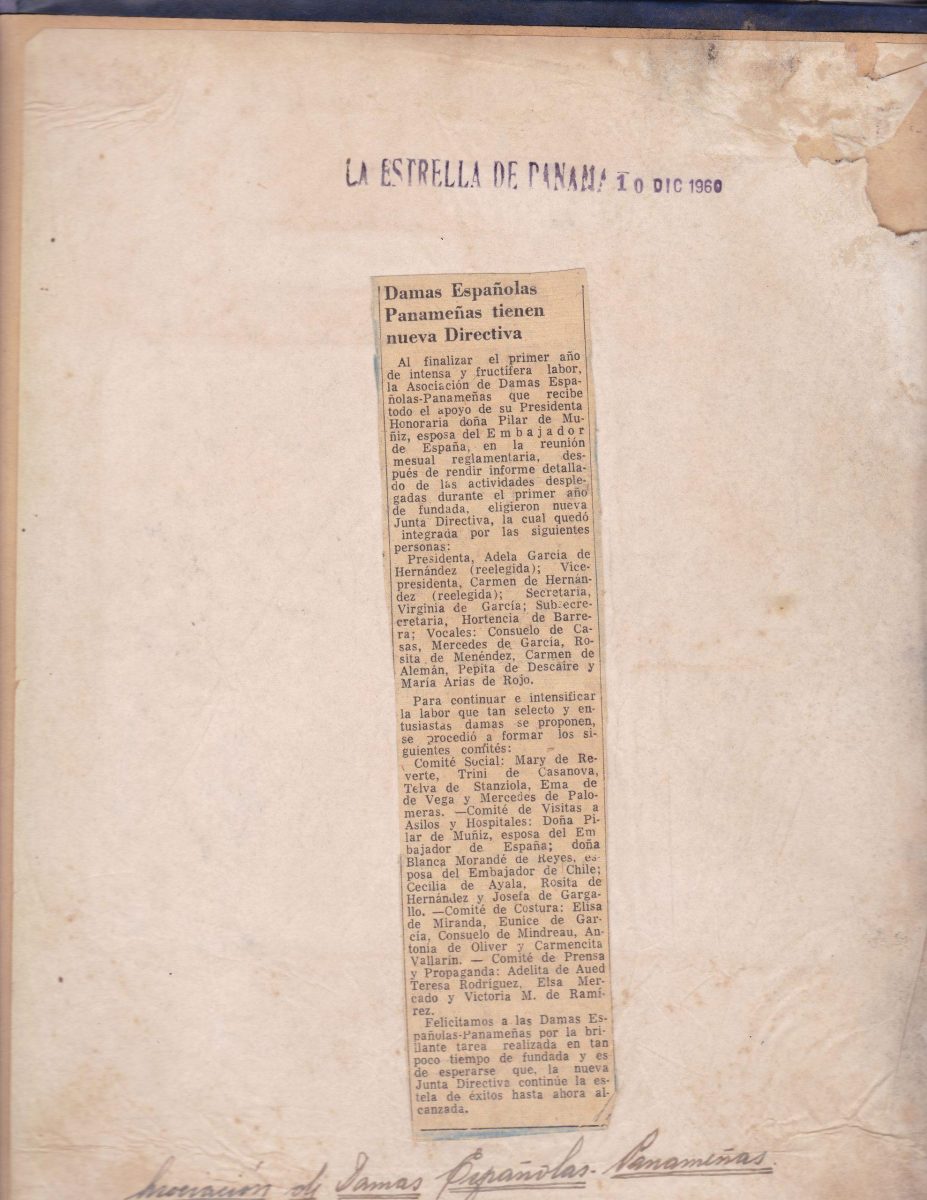 LA ESTRELLA DE PANAMA 10 DIC 1960
Damas Españolas
Panameñas tienen
nueva Directiva
Al finalizar el primer año
de intensa y fructífera labor,
la Asociación de Damas Espa-
ñolas-Panameñas que recibe
todo el apoyo de su Presidenta
Honoraria doña Pilar de Mu-
ñiz, esposa del Embajador
de España, en la reunión
mesual reglamentaria, des-
pués de rendir informe detalla-
do de las actividades desple-
gadas durante el primer año
de fundada, eligieron nueva
Junta Directiva, la cual quedó
integrada por las siguientes
personas:
Presidenta, Adela García de
Hernández (reelegida); Vice-
presidenta, Carmen de Hernán-
dez (reelegida); Secretaria,
Virginia de García; Subsecre-
cretaria, Hortencia de Barre-
ra; Vocales: Consuelo de Ca-
sas, Mercedes de García, Ro-
sita de Menéndez, Carmen de
Alemán, Pepita de Descaire y
María Arias de Rojo.
Para continuar e intensificar
la labor que tan selecto y en-
tusiastas damas se proponen,
se procedió a formar los si-
guientes confités:
Comité Social: Mary de Re-
verte, Trini de Casanova,
Telva de Stanziola, Ema de
de Vega y Mercedes de Palo-
meras. —Comité de Visitas a
Asilos y Hospitales: Doña Pi-
lar de Muñiz, esposa del Em
bajador de España; doña
Blanca Morandé de Reyes, es-
posa del Embajador de Chile;
Cecilia de Ayala, Rosita de
Hernández y Josefa de Garga-
llo. —Comité de Costura: Elisa
de Miranda, Eunice de Gar-
cía, Consuelo de Mindreau, An-
tonia de Oliver y Carmencita
Vallarín. — Comité de Prensa
y Propaganda: Adelita de Aued
Teresa Rodríguez, Elsa Mer-
cado y Victoria M. de Ramí-
rez.
Felicitamos a las Damas Es-
pañolas-Panameñas por la bri-
llante tarea realizada en tan
poco tiempo de fundada y es
de esperarse que, la nueva
Junta Directiva continúe la es-
tela de éxitos hasta ahora al-
canzada.
Asociación de Damas Españolas-Panameñas.